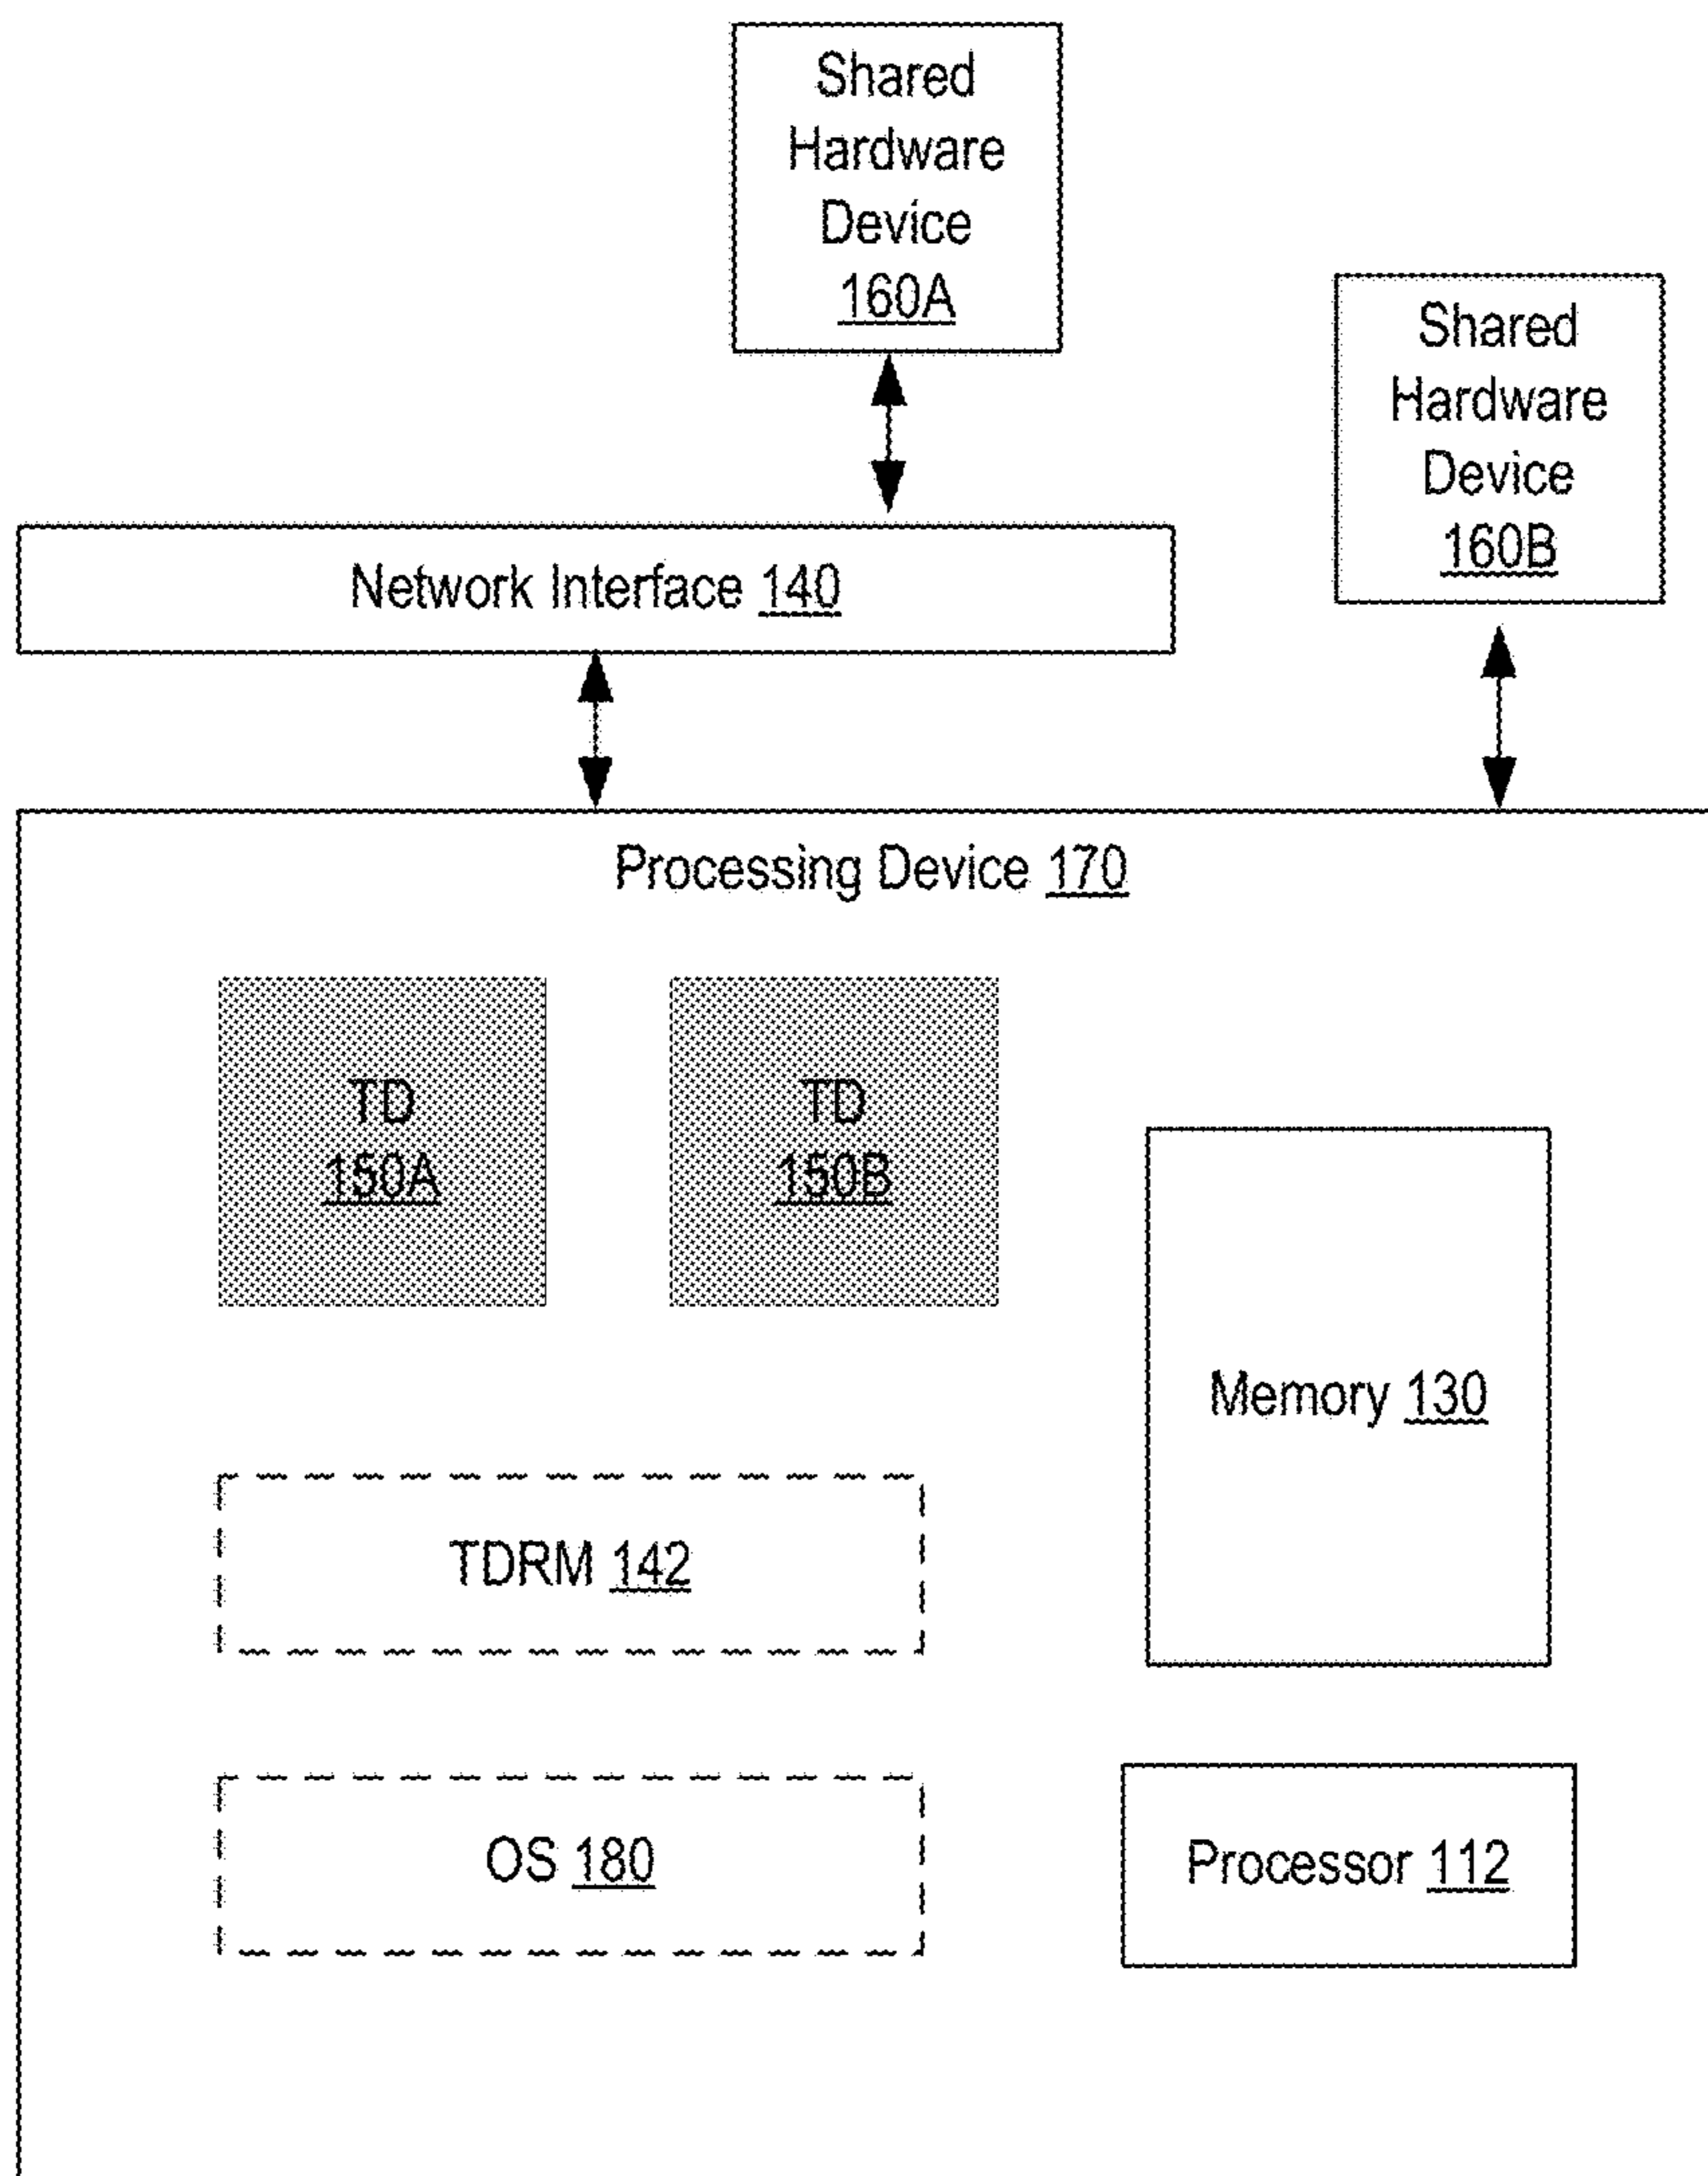 Shared
Hardware
Device
160A
Shared
Hardware
Device
160B
Network Interface 140
Processing Device 170
TD
150A
TD
150B
Memory 130
TDRM 142
OS 180
Processor 112